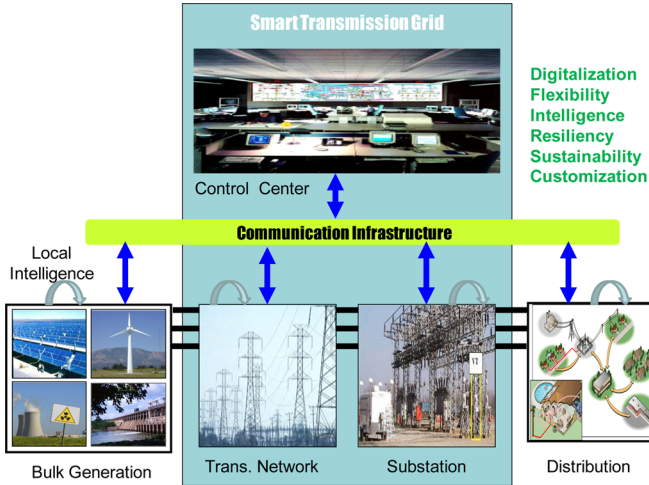 Smart Transmission Grid
Digitalization
Flexibility
Intelligence
Resiliency
Sustainability
Customization
Control Center
Communication Infrastructure
Local
Intelligence
VT
Bulk Generation
Trans. Network
Substation
Distribution